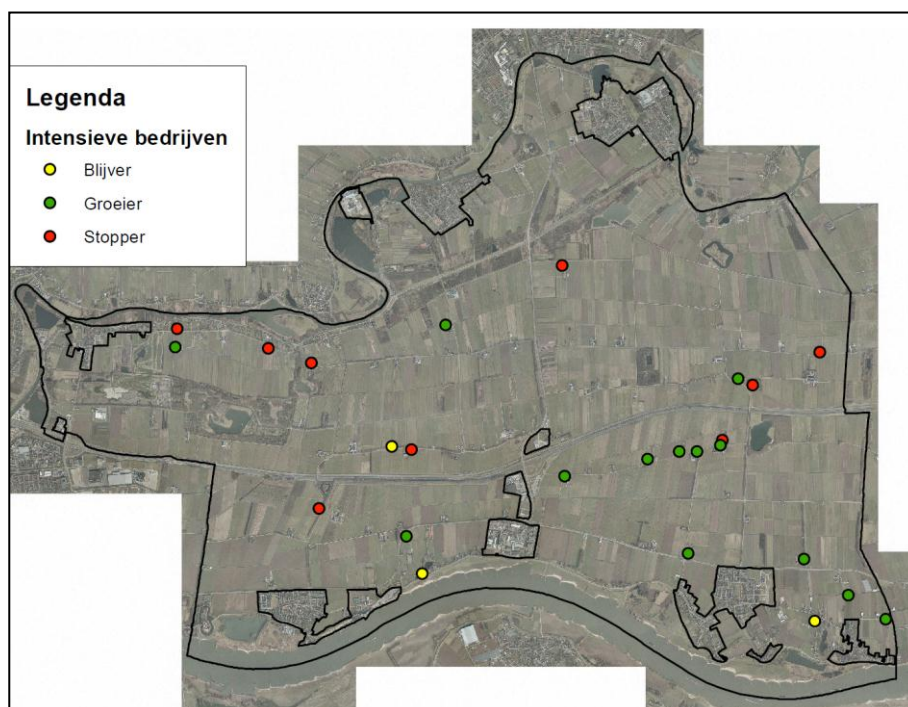 Legenda
Intensieve bedrijven
Blijver
Groeier
Stopper